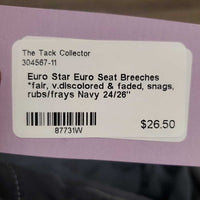 The Tack Collector
304567-11
Euro Star Euro Seat Breeches
*fair, v.discolored & faded, snags,
rubs/frays Navy 24/26"
87731W
$26.50